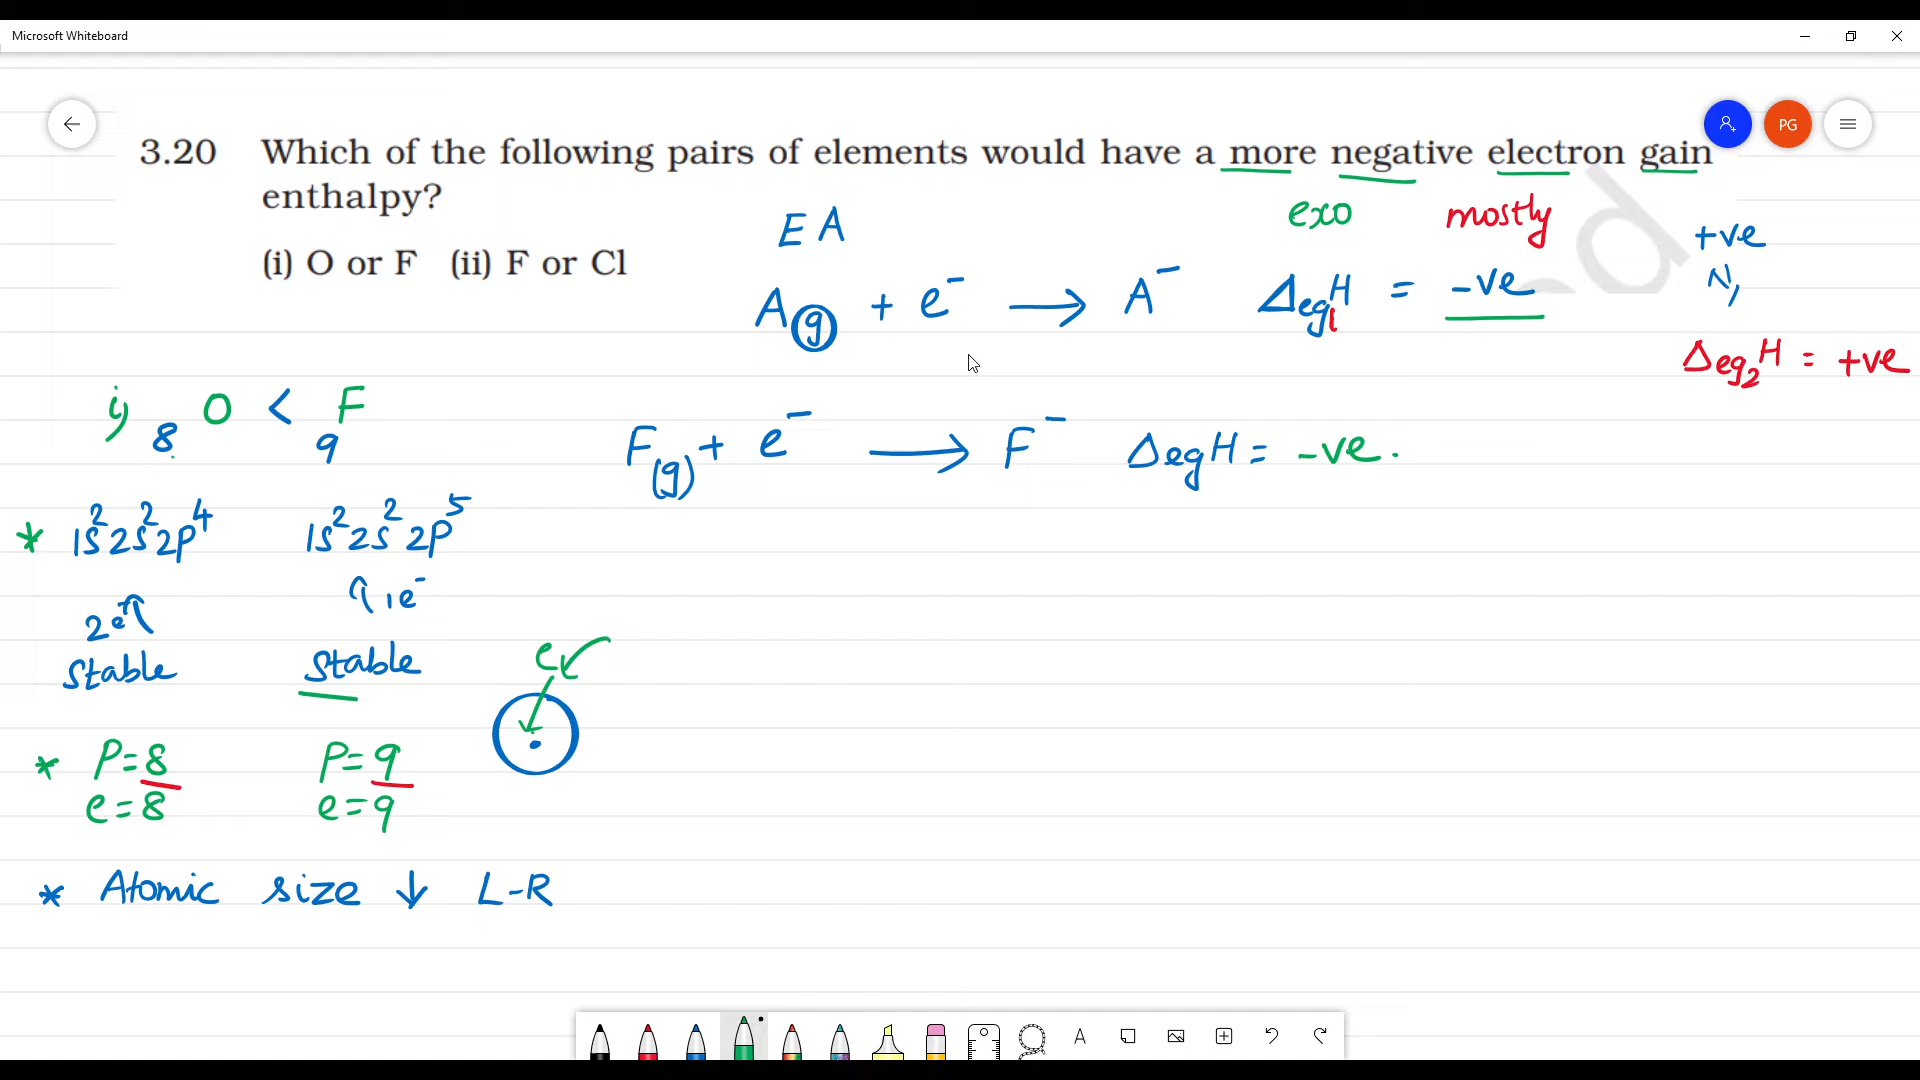 Microsoft Whiteboard
PG
3.20 Which of the following pairs of elements would have a more negative electron gain
enthalpy?
(i) O or F (ii) F or Cl
EA
exo mostly
+ve
N,
A(g) + e⁻ → A⁻ Δeg₁H = -ve
Δeg₂H = +ve
i) ₈O < ₉F
F(g) + e⁻ → F⁻ ΔegH = -ve.
* 1s²2s²2p⁴ 1s²2s²2p⁵
2e⁻↑ ↑1e⁻
Stable Stable
e
* P=8 P=9
e=8 e=9
* Atomic size ↓ L-R
A